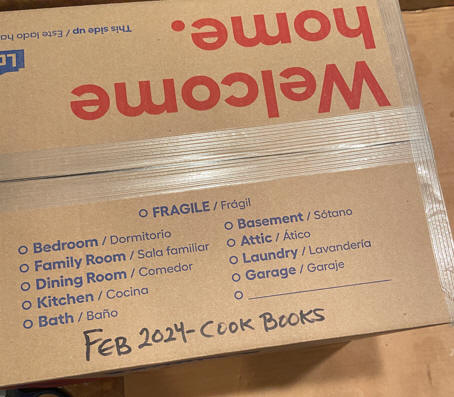 This side up / Este lado ha
Welcome
home.
FRAGILE / Frágil
Bedroom / Dormitorio
Family Room / Sala familiar
Dining Room / Comedor
Kitchen / Cocina
Bath / Baño
Basement / Sótano
Attic / Ático
Laundry / Lavandería
Garage / Garaje
FEB 2024-COOK BOOKS